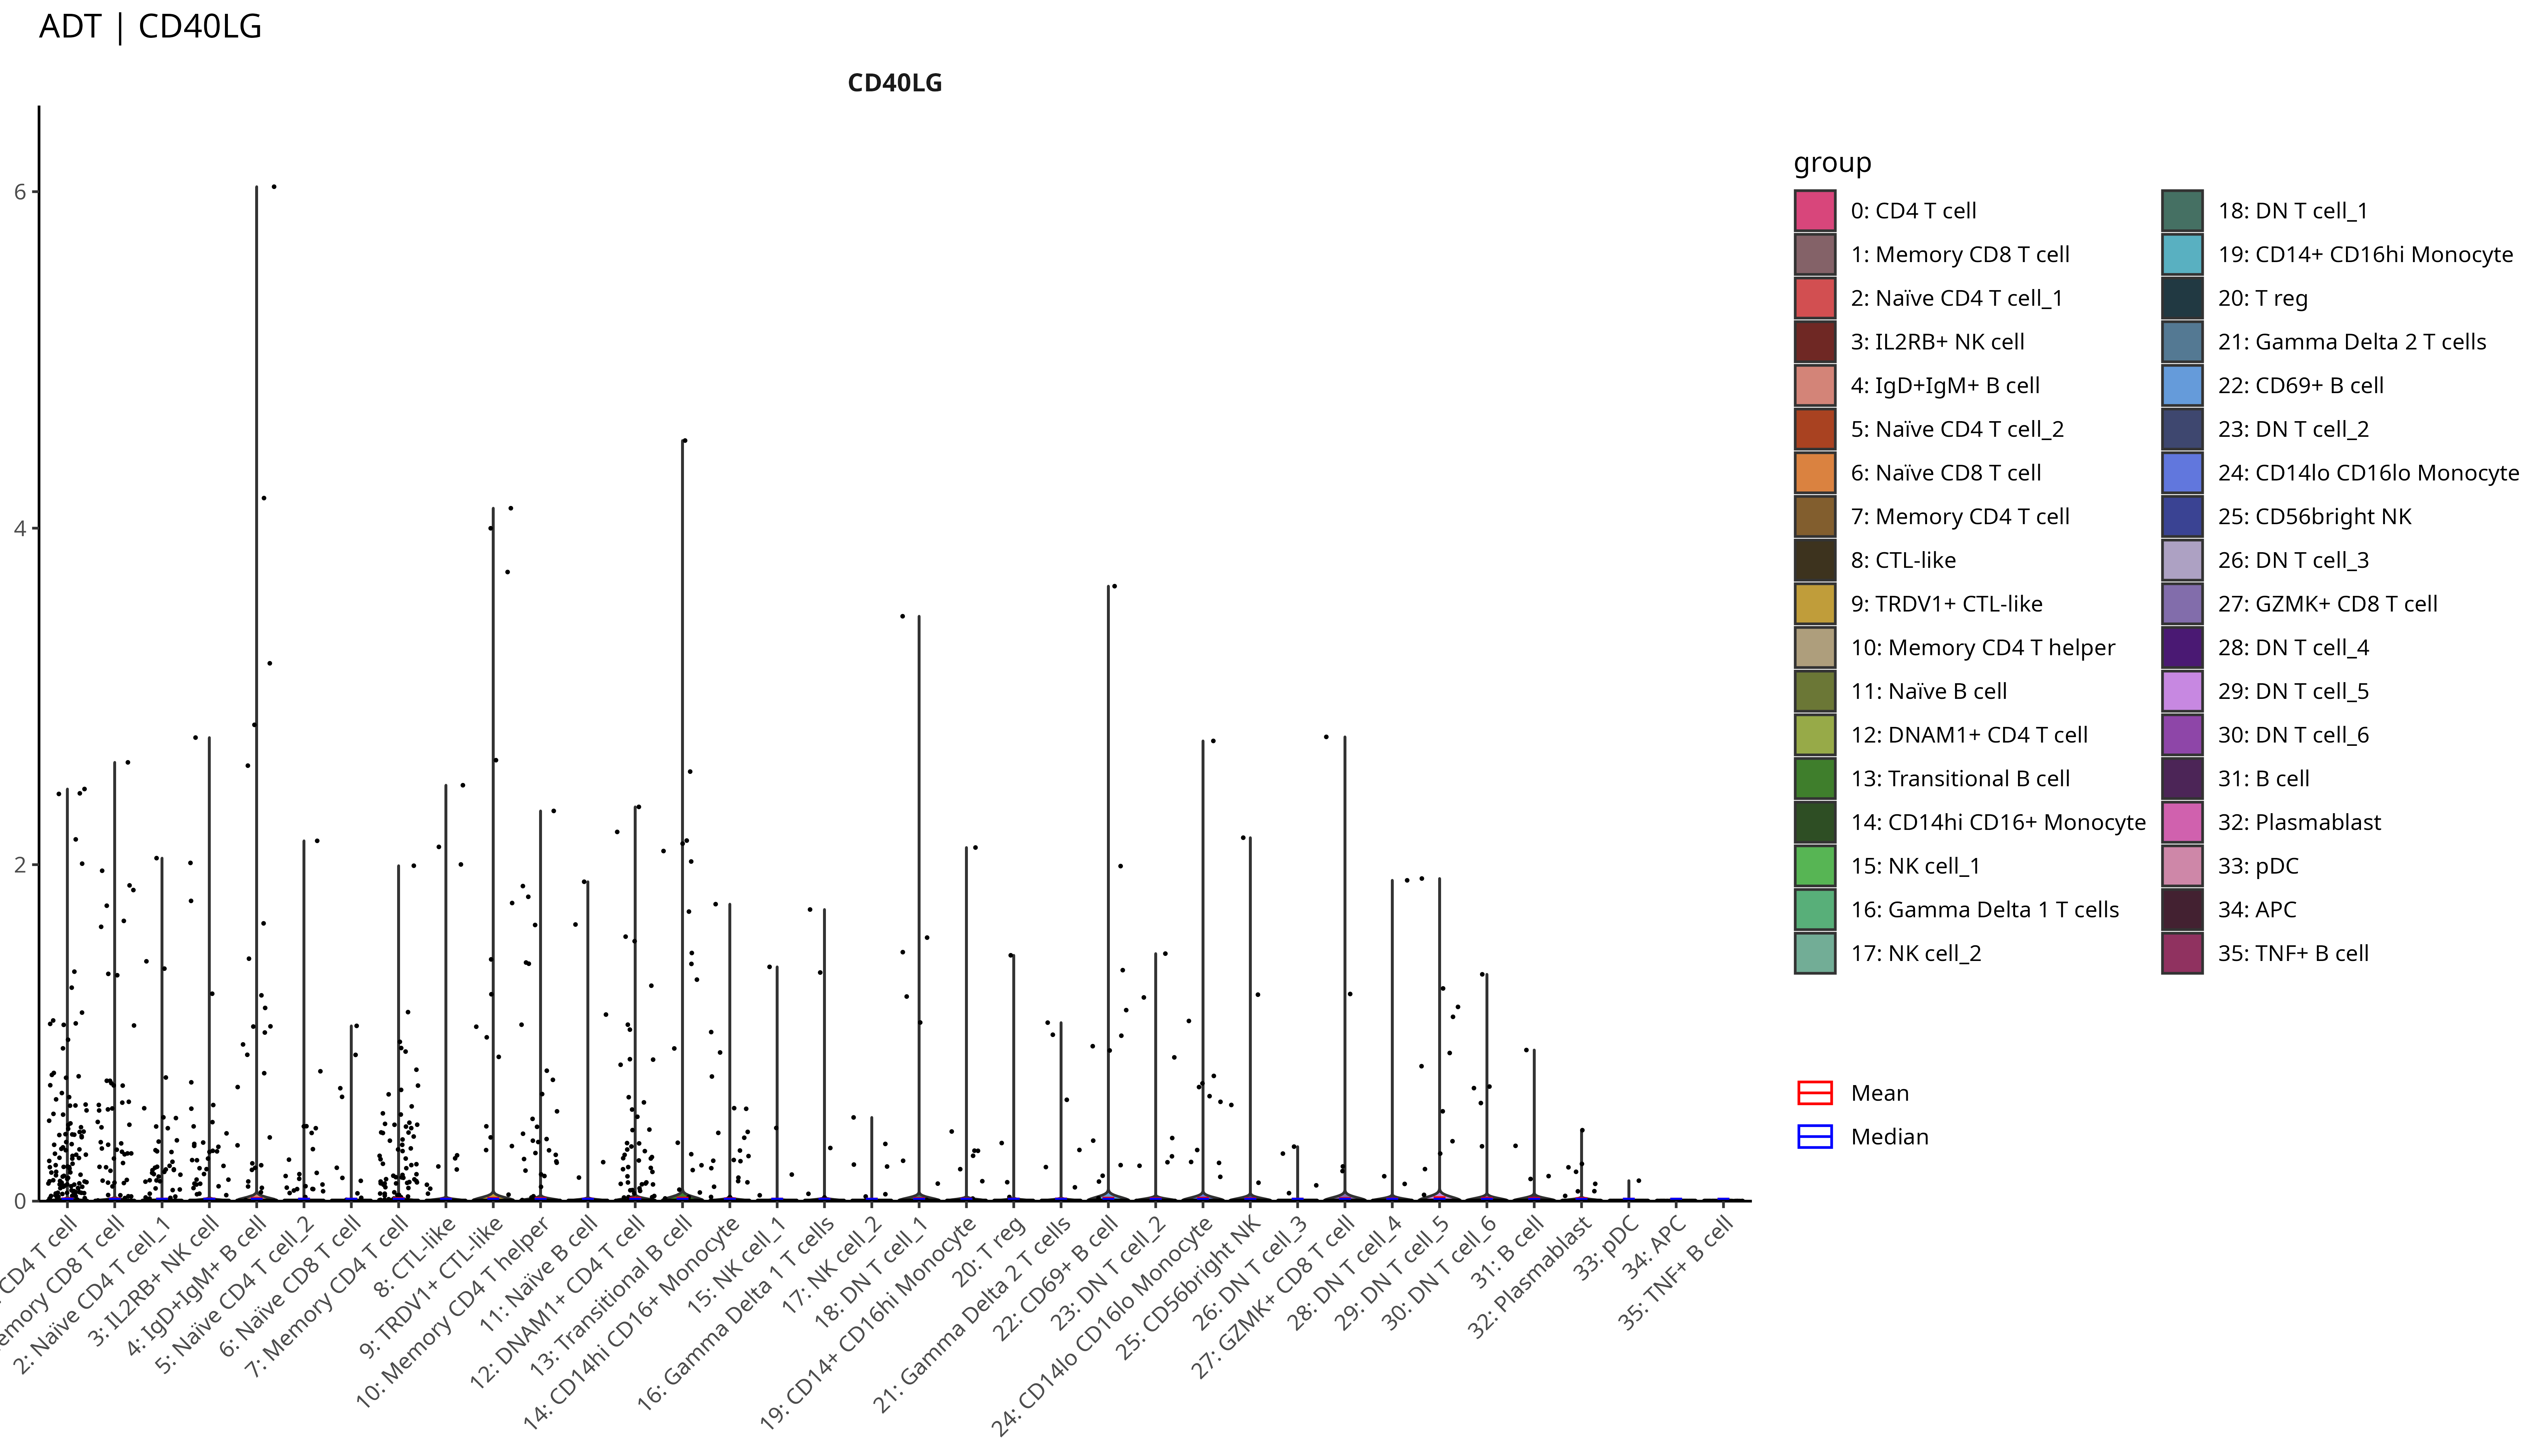 ADT | CD40LG
CD40LG
6
4
2
0
CD4 T cell
Memory CD8 T cell
2: Naïve CD4 T cell_1
3: IL2RB+ NK cell
4: IgD+IgM+ B cell
5: Naïve CD4 T cell_2
6: Naïve CD8 T cell
7: Memory CD4 T cell
8: CTL-like
9: TRDV1+ CTL-like
10: Memory CD4 T helper
11: Naïve B cell
12: DNAM1+ CD4 T cell
13: Transitional B cell
14: CD14hi CD16+ Monocyte
15: NK cell_1
16: Gamma Delta 1 T cells
17: NK cell_2
18: DN T cell_1
19: CD14+ CD16hi Monocyte
20: T reg
21: Gamma Delta 2 T cells
22: CD69+ B cell
23: DN T cell_2
24: CD14lo CD16lo Monocyte
25: CD56bright NK
26: DN T cell_3
27: GZMK+ CD8 T cell
28: DN T cell_4
29: DN T cell_5
30: DN T cell_6
31: B cell
32: Plasmablast
33: pDC
34: APC
35: TNF+ B cell
group
0: CD4 T cell
1: Memory CD8 T cell
2: Naïve CD4 T cell_1
3: IL2RB+ NK cell
4: IgD+IgM+ B cell
5: Naïve CD4 T cell_2
6: Naïve CD8 T cell
7: Memory CD4 T cell
8: CTL-like
9: TRDV1+ CTL-like
10: Memory CD4 T helper
11: Naïve B cell
12: DNAM1+ CD4 T cell
13: Transitional B cell
14: CD14hi CD16+ Monocyte
15: NK cell_1
16: Gamma Delta 1 T cells
17: NK cell_2
18: DN T cell_1
19: CD14+ CD16hi Monocyte
20: T reg
21: Gamma Delta 2 T cells
22: CD69+ B cell
23: DN T cell_2
24: CD14lo CD16lo Monocyte
25: CD56bright NK
26: DN T cell_3
27: GZMK+ CD8 T cell
28: DN T cell_4
29: DN T cell_5
30: DN T cell_6
31: B cell
32: Plasmablast
33: pDC
34: APC
35: TNF+ B cell
Mean
Median